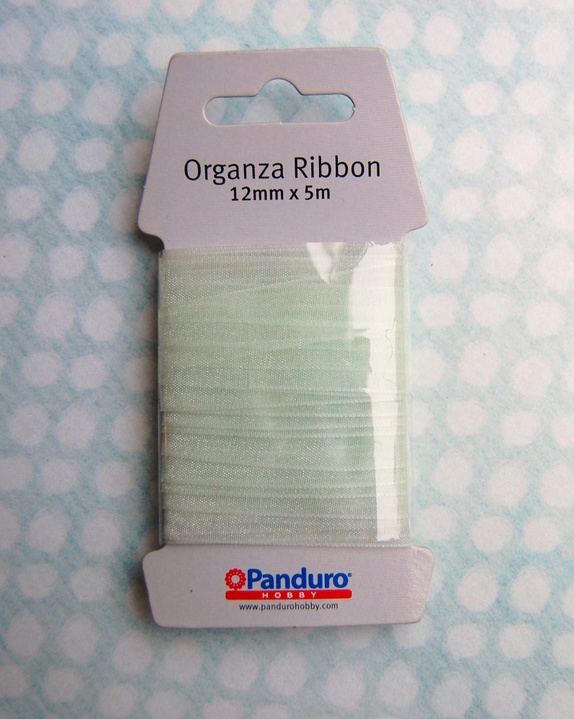 Organza Ribbon
12mm x 5m
Panduro®
HOBBY
www.pandurohobby.com